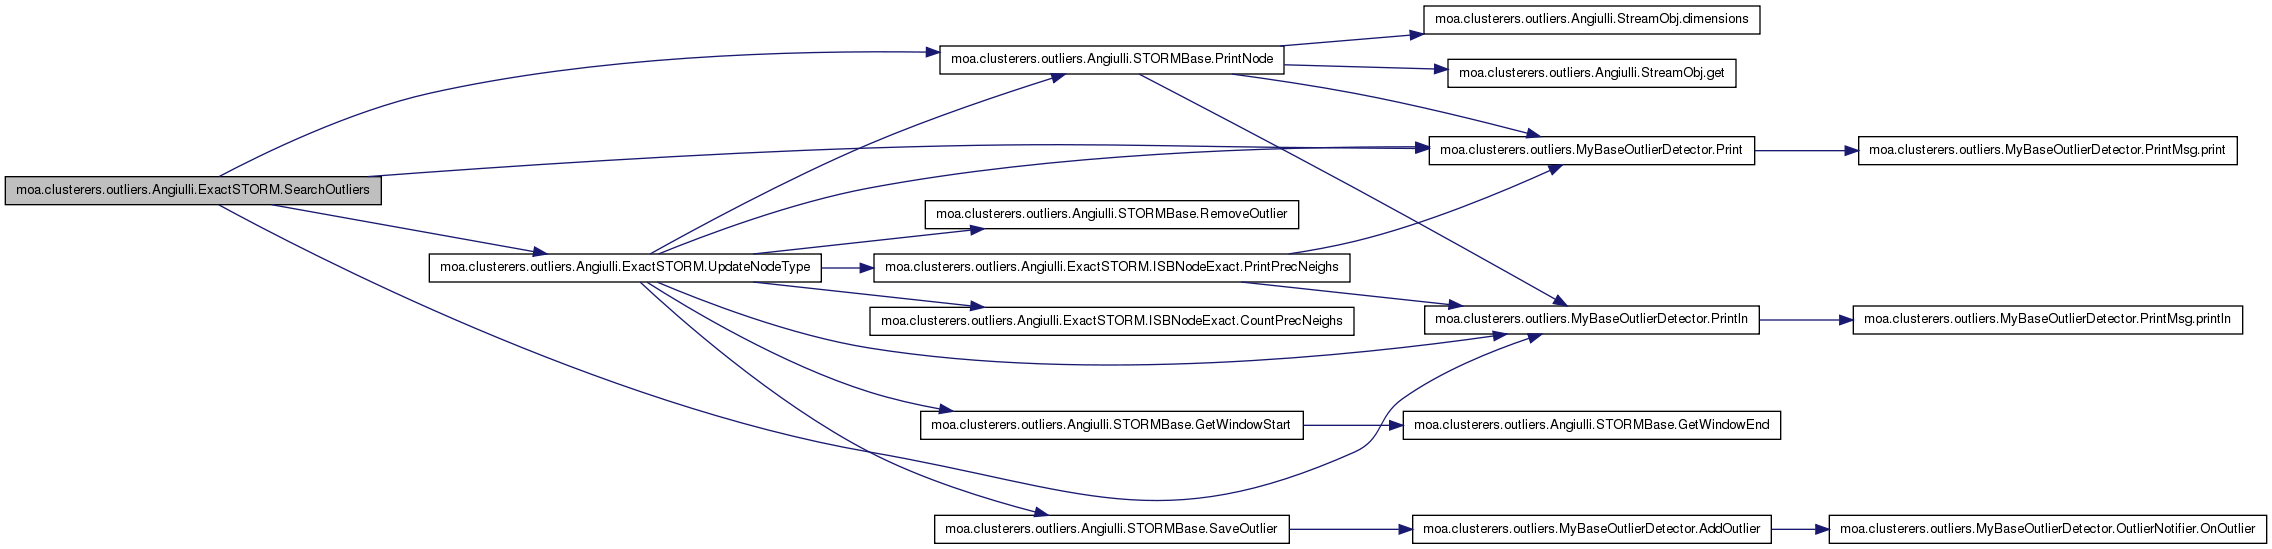 moa.clusterers.outliers.Angiulli.StreamObj.dimensions
moa.clusterers.outliers.Angiulli.STORMBase.PrintNode
moa.clusterers.outliers.Angiulli.StreamObj.get
moa.clusterers.outliers.MyBaseOutlierDetector.Print
moa.clusterers.outliers.MyBaseOutlierDetector.PrintMsg.print
moa.clusterers.outliers.Angiulli.ExactSTORM.SearchOutliers
moa.clusterers.outliers.Angiulli.STORMBase.RemoveOutlier
moa.clusterers.outliers.Angiulli.ExactSTORM.UpdateNodeType
moa.clusterers.outliers.Angiulli.ExactSTORM.ISBNodeExact.PrintPrecNeighs
moa.clusterers.outliers.Angiulli.ExactSTORM.ISBNodeExact.CountPrecNeighs
moa.clusterers.outliers.MyBaseOutlierDetector.Println
moa.clusterers.outliers.MyBaseOutlierDetector.PrintMsg.println
moa.clusterers.outliers.Angiulli.STORMBase.GetWindowStart
moa.clusterers.outliers.Angiulli.STORMBase.GetWindowEnd
moa.clusterers.outliers.Angiulli.STORMBase.SaveOutlier
moa.clusterers.outliers.MyBaseOutlierDetector.AddOutlier
moa.clusterers.outliers.MyBaseOutlierDetector.OutlierNotifier.OnOutlier